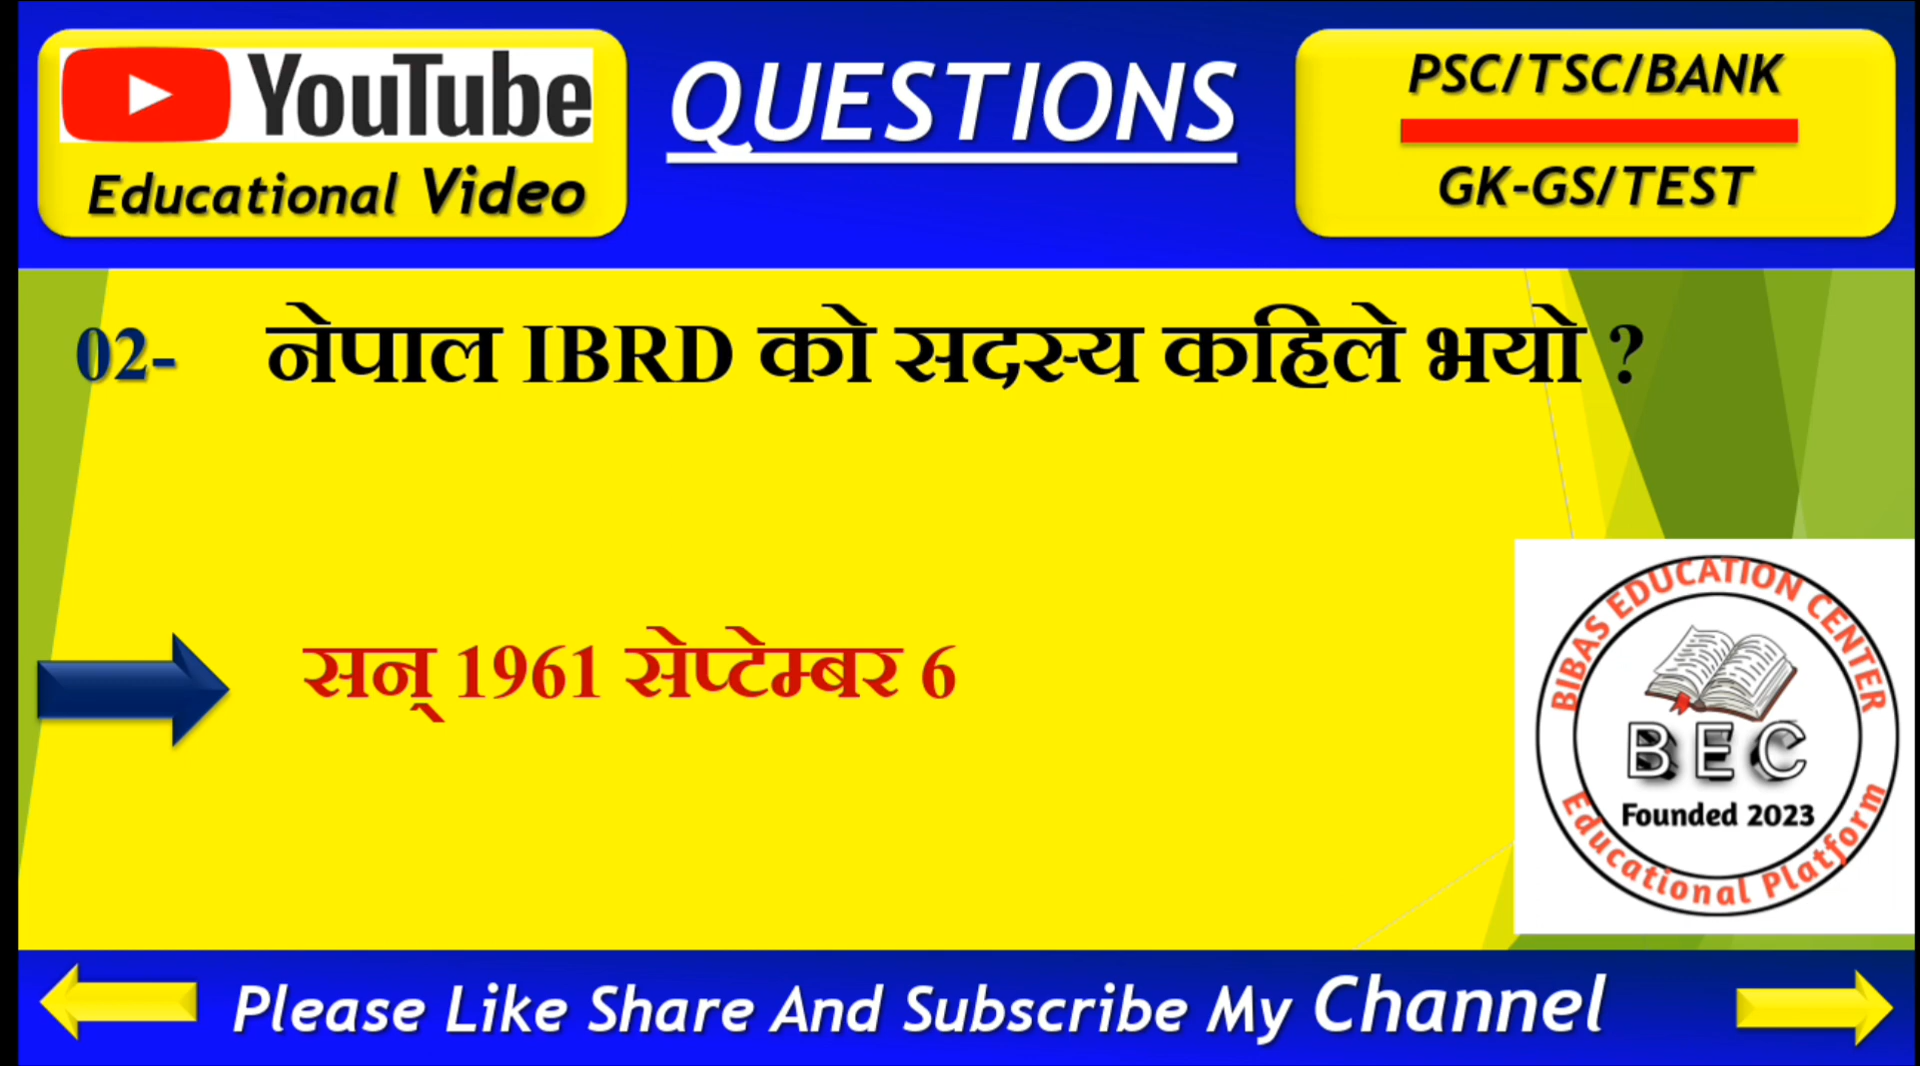 YouTube
Educational Video
QUESTIONS
PSC/TSC/BANK
GK-GS/TEST
02- नेपाल IBRD को सदस्य कहिले भयो ?
सन् 1961 सेप्टेम्बर 6
BIBAS EDUCATION CENTER
BEC
Founded 2023
Educational Platform
Please Like Share And Subscribe My Channel